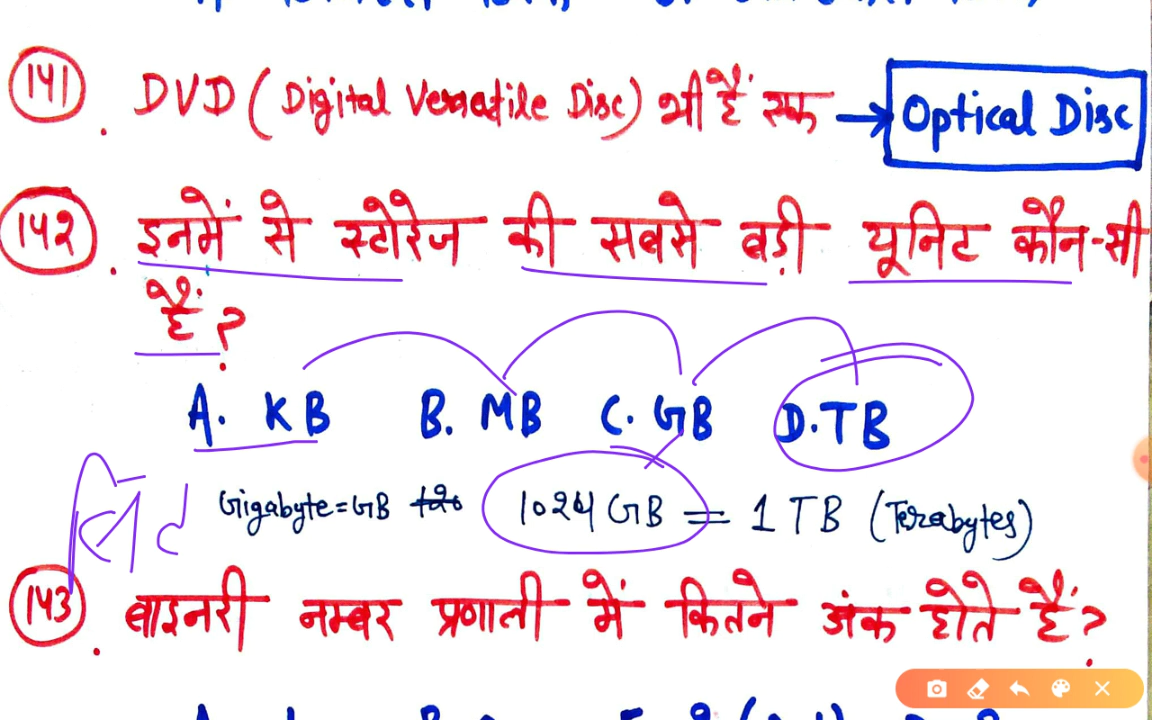 141. DVD (Digital Versatile Disc) भी है एक → Optical Disc
142. इनमें से स्टोरेज की सबसे बड़ी यूनिट कौन-सी
है?
A. KB B. MB C. GB D. TB
Gigabyte=GB 1024 GB = 1 TB (Terabytes)
143. बाइनरी नम्बर प्रणाली में कितने अंक होते हैं?